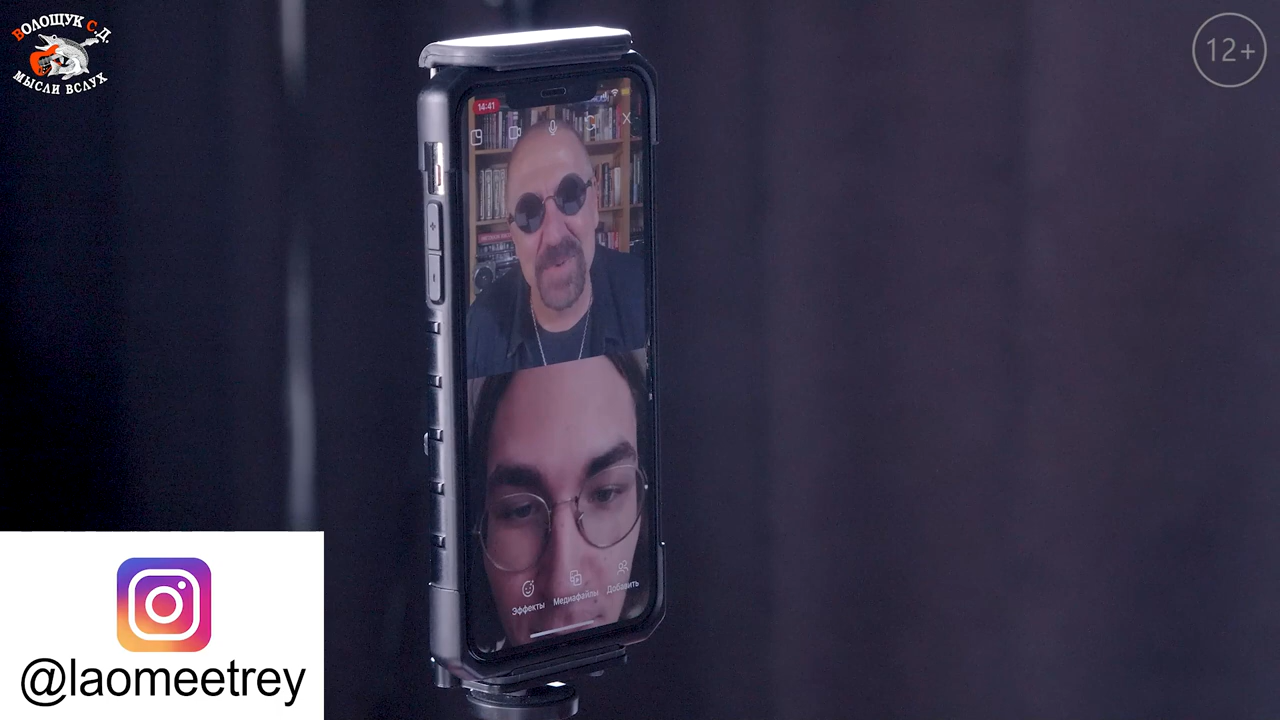 ВОЛОЩУК С.Д.
МЫСЛИ ВСЛУХ
12+
14:41
Эффекты
Медиафайлы
Добавить
@laomeetrey